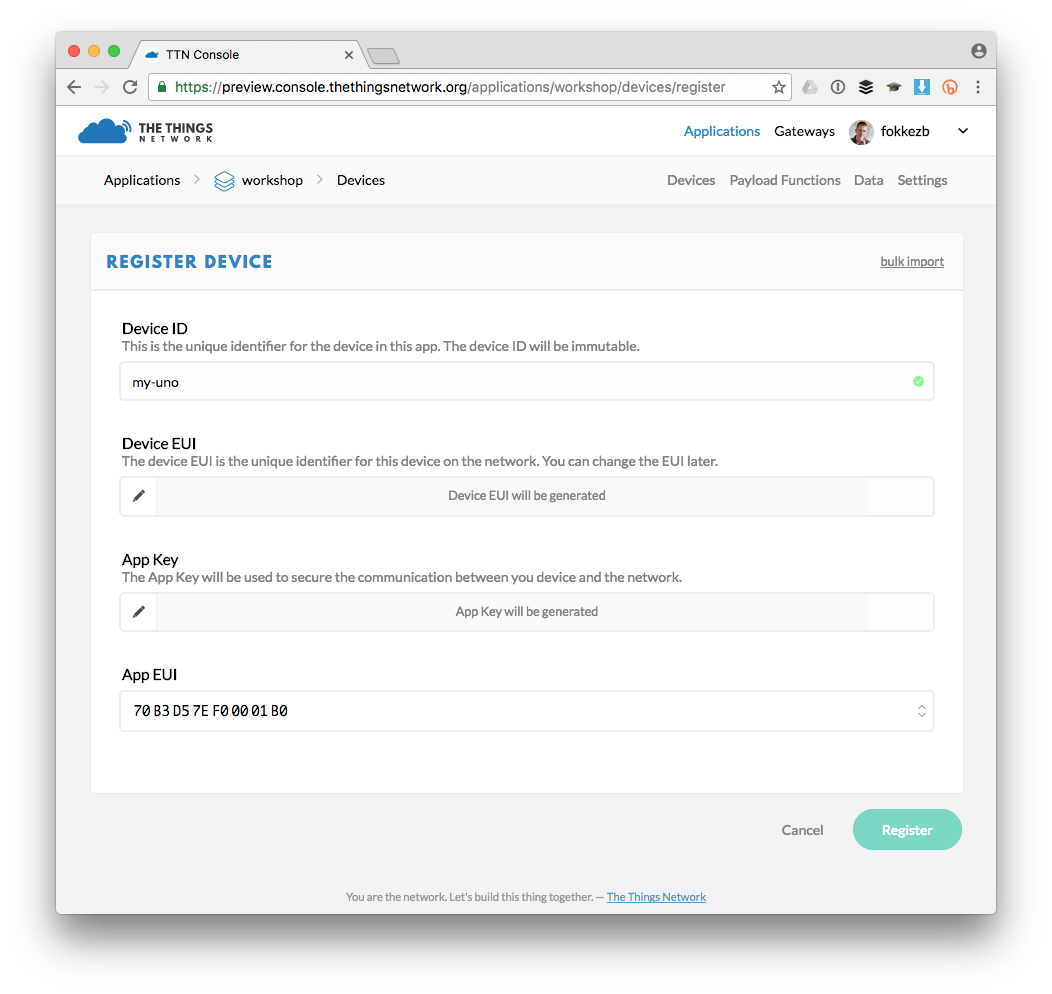 TTN Console
https://preview.console.thethingsnetwork.org/applications/workshop/devices/register
THE THINGS
NETWORK
Applications Gateways fokkezb
Applications workshop Devices
Devices Payload Functions Data Settings
REGISTER DEVICE
bulk import
Device ID
This is the unique identifier for the device in this app. The device ID will be immutable.
my-uno
Device EUI
The device EUI is the unique identifier for this device on the network. You can change the EUI later.
Device EUI will be generated
App Key
The App Key will be used to secure the communication between you device and the network.
App Key will be generated
App EUI
70 B3 D5 7E F0 00 01 B0
Cancel Register
You are the network. Let's build this thing together. — The Things Network